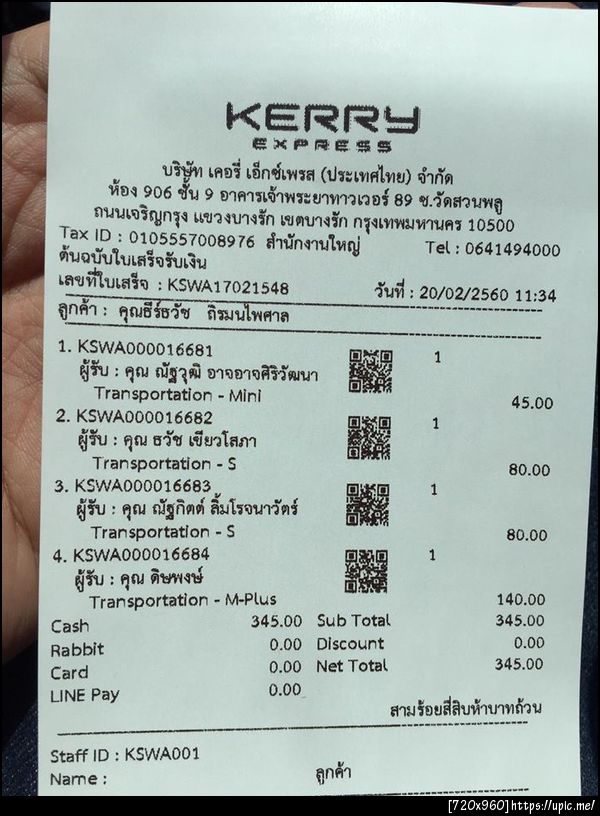 KERRY
EXPRESS
บริษัท เคอรี่ เอ็กซ์เพรส (ประเทศไทย) จำกัด
ห้อง 906 ชั้น 9 อาคารเจ้าพระยาทาวเวอร์ 89 ซ.วัดสวนพลู
ถนนเจริญกรุง แขวงบางรัก เขตบางรัก กรุงเทพมหานคร 10500
Tax ID : 0105557008976 สำนักงานใหญ่ Tel : 0641494000
ต้นฉบับใบเสร็จรับเงิน
เลขที่ใบเสร็จ : KSWA17021548 วันที่ : 20/02/2560 11:34
ลูกค้า : คุณธีร์ธวัช ถิรมนไพศาล
1. KSWA000016681 1
ผู้รับ : คุณ ณัฐวุฒิ อาจอาจศิริวัฒนา
Transportation - Mini 45.00
2. KSWA000016682 1
ผู้รับ : คุณ ธวัช เขียวโสภา
Transportation - S 80.00
3. KSWA000016683 1
ผู้รับ : คุณ ณัฐกิตต์ ลิ้มโรจนาวัตร์
Transportation - S 80.00
4. KSWA000016684 1
ผู้รับ : คุณ ดิษพงษ์
Transportation - M-Plus 140.00
Cash 345.00 Sub Total 345.00
Rabbit 0.00 Discount 0.00
Card 0.00 Net Total 345.00
LINE Pay 0.00
สามร้อยสี่สิบห้าบาทถ้วน
Staff ID : KSWA001
Name : ลูกค้า
[720x960]https://upic.me/